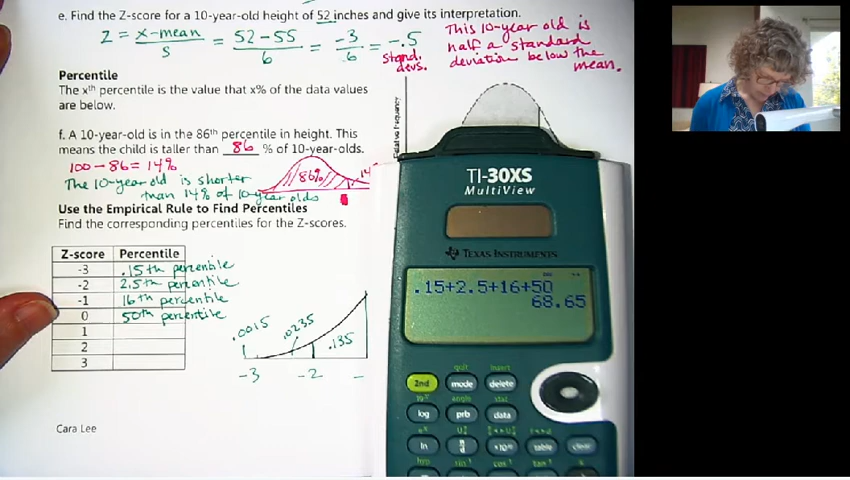 e. Find the Z-score for a 10-year-old height of 52 inches and give its interpretation.
Z = x-mean / s = 52-55 / 6 = -3 / 6 = -.5 stand. devs.
This 10-year old is half a standard deviation below the mean.
Percentile
The xth percentile is the value that x% of the data values
are below.
Relative Frequency
f. A 10-year-old is in the 86th percentile in height. This
means the child is taller than 86 % of 10-year-olds.
100-86=14%
86%
The 10-year old is shorter
than 14% of 10-year olds
Use the Empirical Rule to Find Percentiles
Find the corresponding percentiles for the Z-scores.
Z-score Percentile
-3 .15th percentile
-2 2.5th percentile
-1 16th percentile
0 50th percentile
1
2
3
.0015 .0235 .135
-3 -2 -
Cara Lee
TI-30XS
MultiView
TEXAS INSTRUMENTS
.15+2.5+16+50
68.65
quit insert
2nd mode delete
log prb data
ln n/d table clear